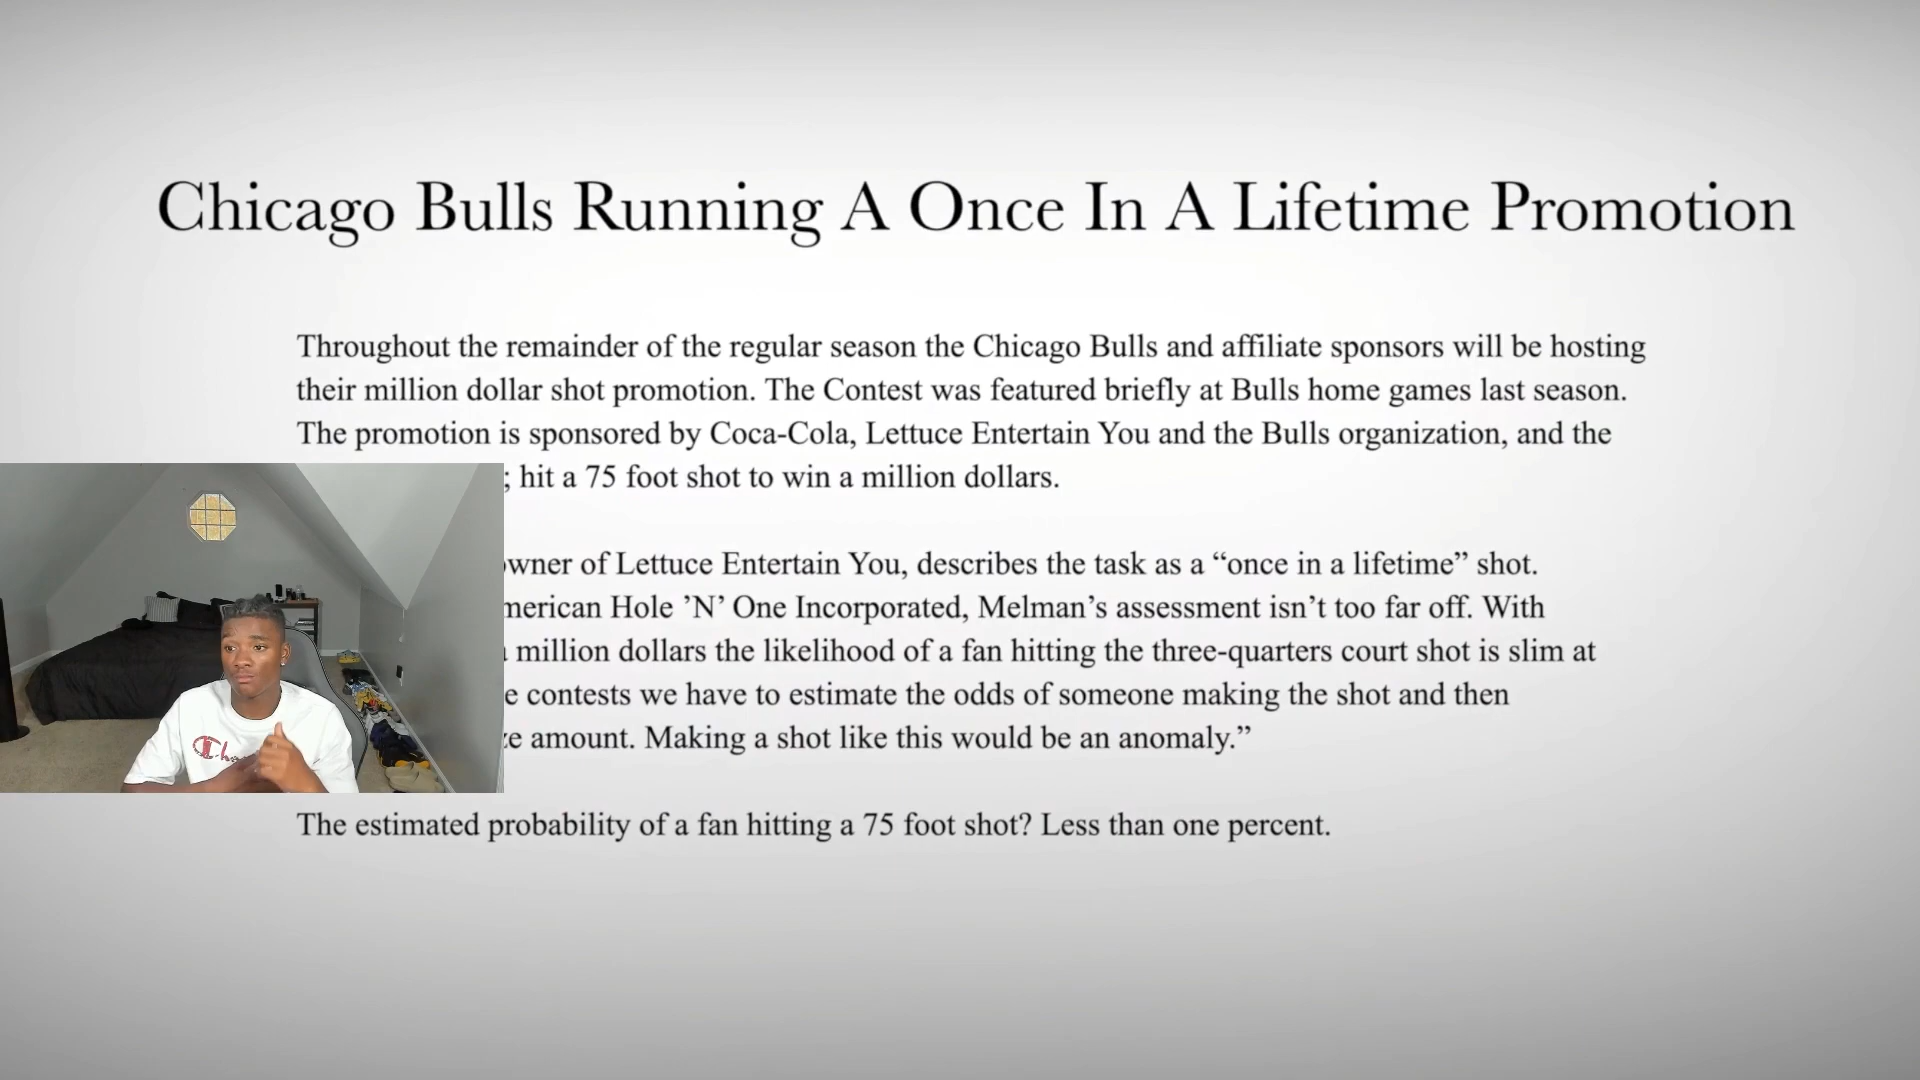 Chicago Bulls Running A Once In A Lifetime Promotion
Throughout the remainder of the regular season the Chicago Bulls and affiliate sponsors will be hosting
their million dollar shot promotion. The Contest was featured briefly at Bulls home games last season.
The promotion is sponsored by Coca-Cola, Lettuce Entertain You and the Bulls organization, and the
; hit a 75 foot shot to win a million dollars.
of Lettuce Entertain You, describes the task as a “once in a lifetime” shot.
Hole ’N’ One Incorporated, Melman’s assessment isn’t too far off. With
million dollars the likelihood of a fan hitting the three-quarters court shot is slim at
contests we have to estimate the odds of someone making the shot and then
amount. Making a shot like this would be an anomaly.”
The estimated probability of a fan hitting a 75 foot shot? Less than one percent.